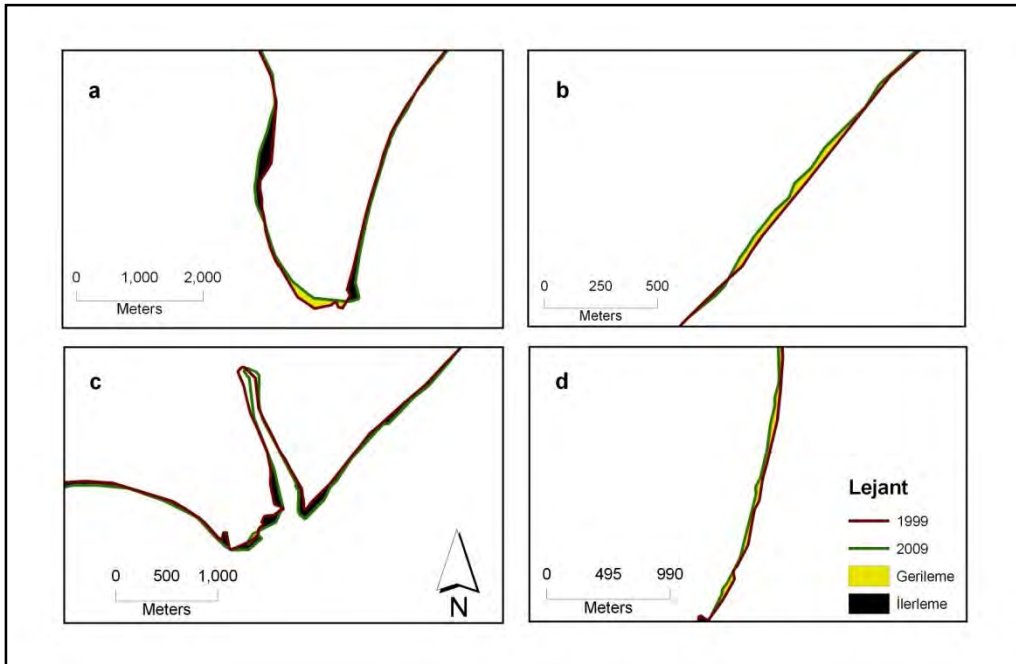 a
0 1,000 2,000
Meters
b
0 250 500
Meters
c
0 500 1,000
Meters
N
d
0 495 990
Meters
Lejant
1999
2009
Gerileme
İlerleme